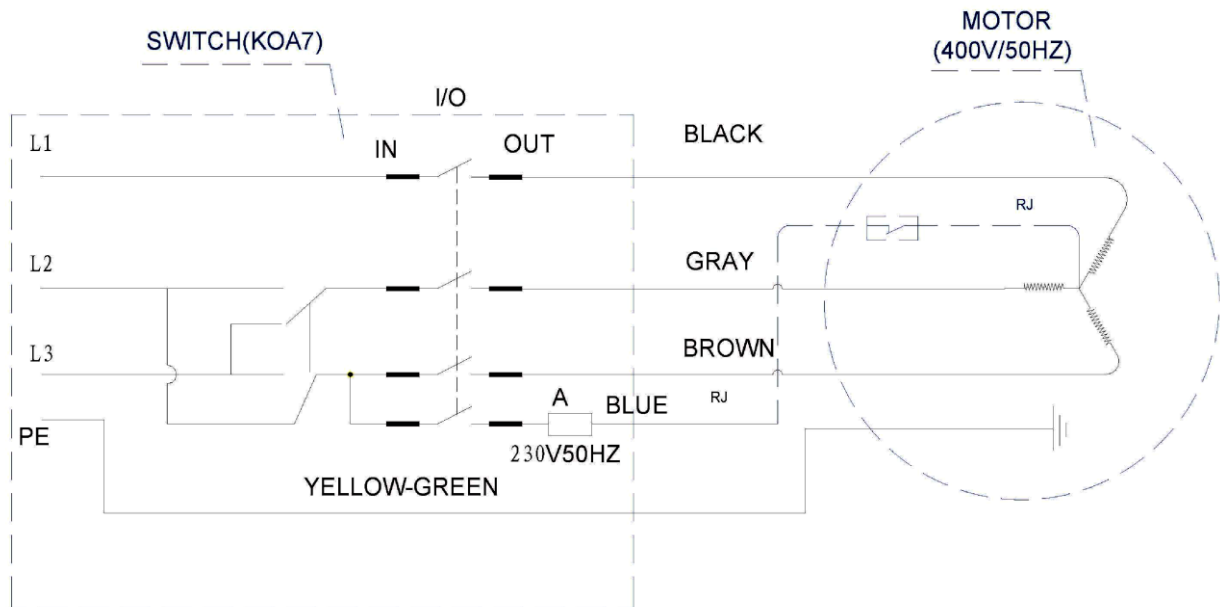 MOTOR
(400V/50HZ)
SWITCH(KOA7)
I/O
L1
IN
OUT
BLACK
RJ
L2
GRAY
L3
BROWN
A
BLUE
RJ
PE
230V50HZ
YELLOW-GREEN